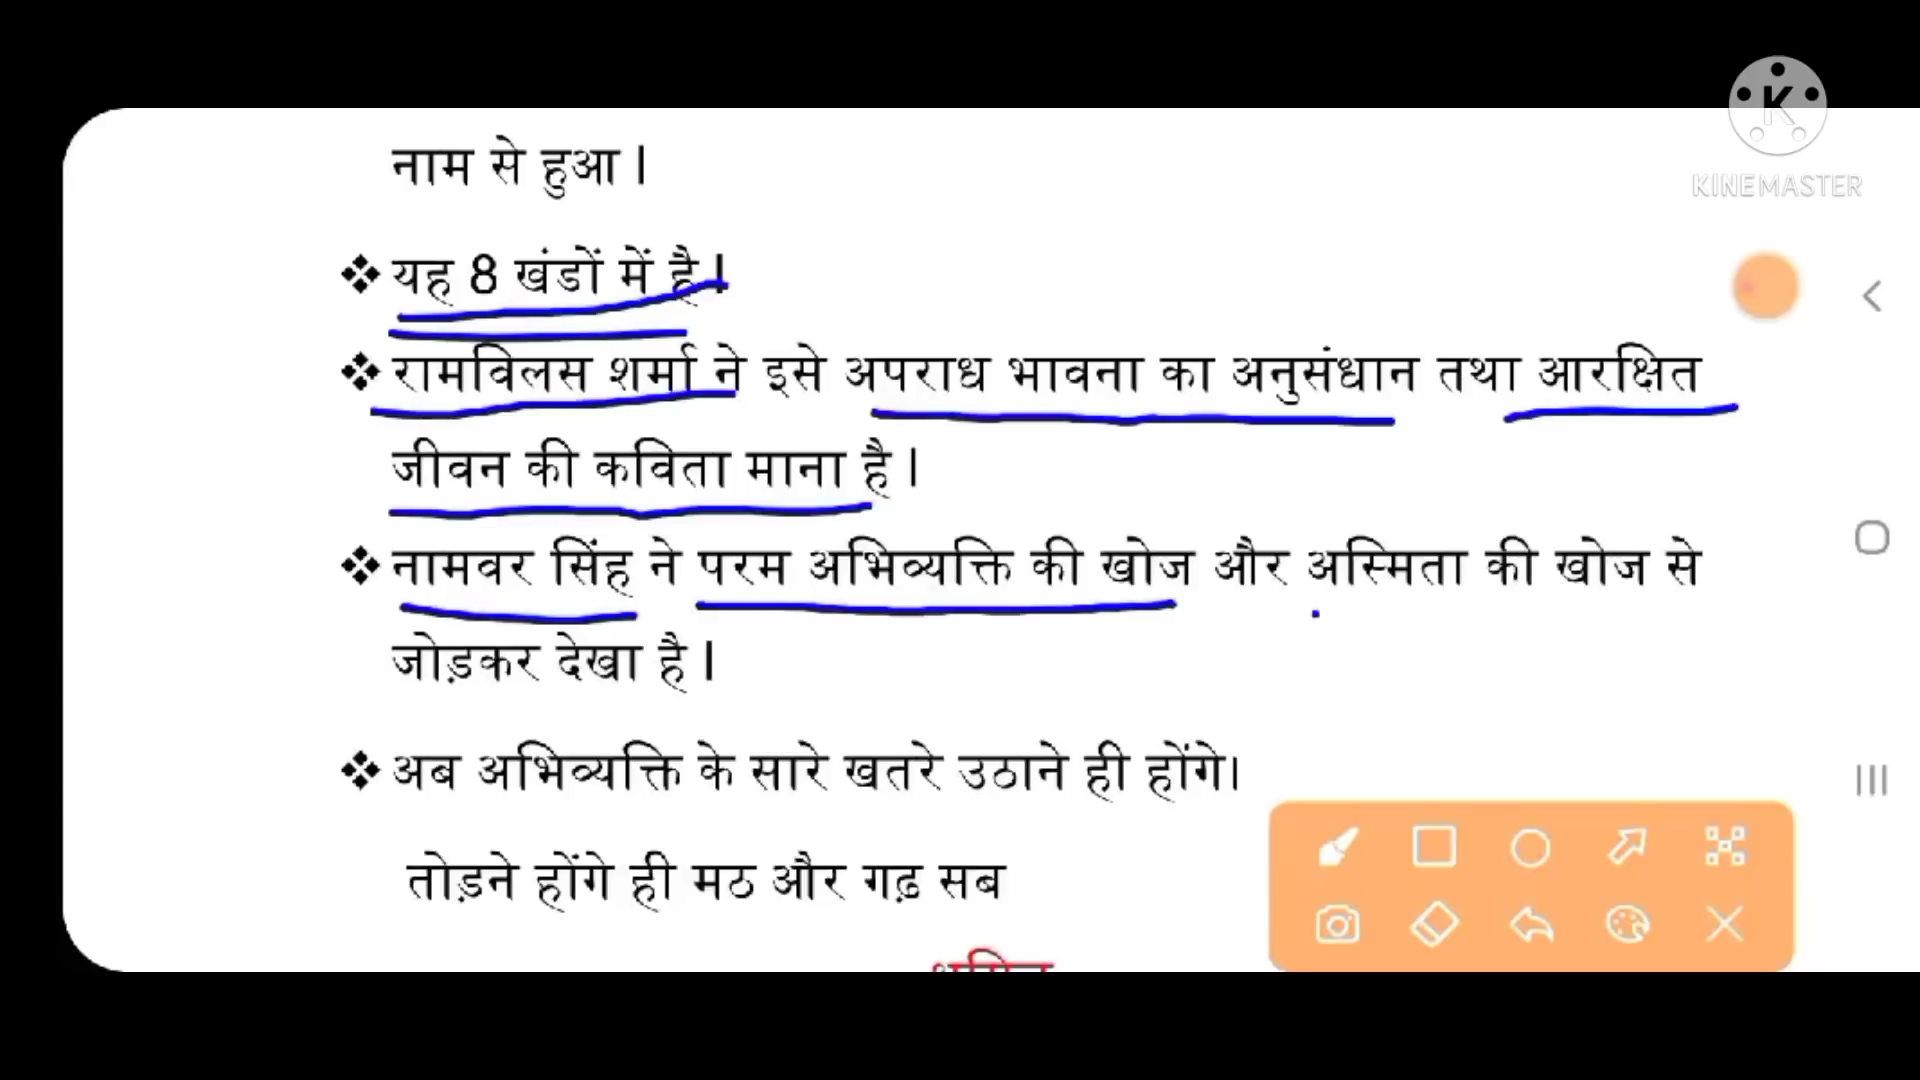 नाम से हुआ।
KINEMASTER
❖ यह 8 खंडों में है।
❖ रामविलस शर्मा ने इसे अपराध भावना का अनुसंधान तथा आरक्षित
जीवन की कविता माना है।
❖ नामवर सिंह ने परम अभिव्यक्ति की खोज और अस्मिता की खोज से
जोड़कर देखा है।
❖ अब अभिव्यक्ति के सारे खतरे उठाने ही होंगे।
तोड़ने होंगे ही मठ और गढ़ सब